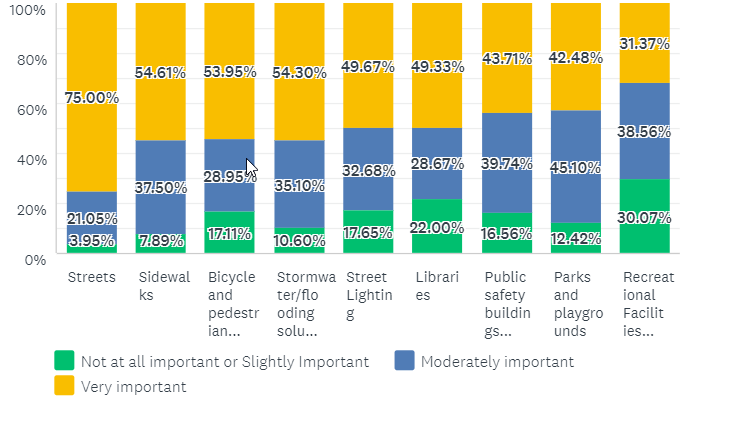 100%
80%
60%
40%
20%
0%
75.00%
21.05%
3.95%
54.61%
37.50%
7.89%
53.95%
28.95%
17.11%
54.30%
35.10%
10.60%
49.67%
32.68%
17.65%
49.33%
28.67%
22.00%
43.71%
39.74%
16.56%
42.48%
45.10%
12.42%
31.37%
38.56%
30.07%
Streets
Sidewal
ks
Bicycle
and
pedestr
ian...
Stormwa
ter/flo
oding
solu...
Street
Lightin
g
Librari
es
Public
safety
buildin
gs...
Parks
and
playgro
unds
Recreat
ional
Facilit
ies...
Not at all important or Slightly Important
Moderately important
Very important